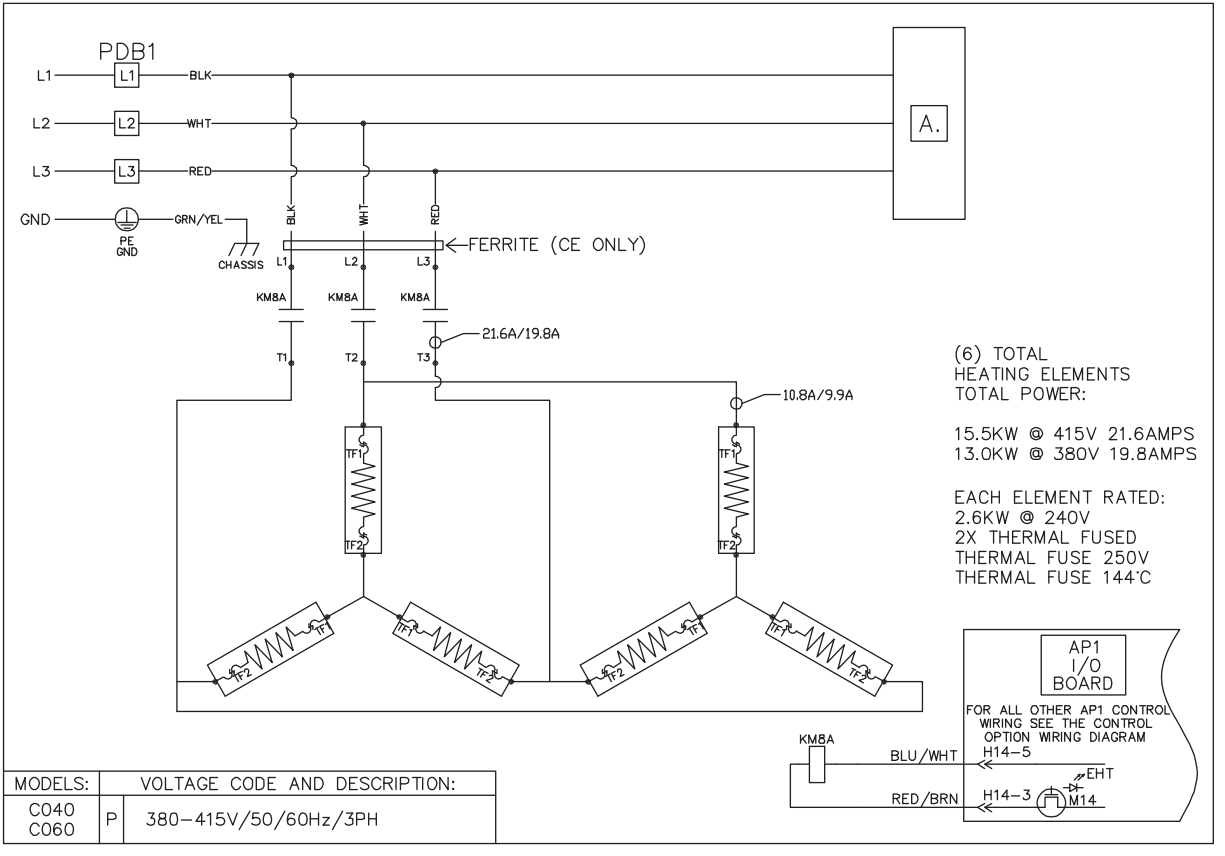 PDB1
L1 L1 BLK
A.
L2 L2 WHT
L3 L3 RED
GND GRN/YEL
PE
GND
CHASSIS
BLK WHT RED
FERRITE (CE ONLY)
L1 L2 L3
KM8A KM8A KM8A
21.6A/19.8A
T1 T2 T3
10.8A/9.9A
(6) TOTAL
HEATING ELEMENTS
TOTAL POWER:
15.5KW @ 415V 21.6AMPS
13.0KW @ 380V 19.8AMPS
EACH ELEMENT RATED:
2.6KW @ 240V
2X THERMAL FUSED
THERMAL FUSE 250V
THERMAL FUSE 144°C
TF1 TF1
TF2 TF2
TF1 TF1 TF1 TF1
TF2 TF2 TF2 TF2
AP1
I/O
BOARD
FOR ALL OTHER AP1 CONTROL
WIRING SEE THE CONTROL
OPTION WIRING DIAGRAM
KM8A
BLU/WHT H14-5
EHT
RED/BRN H14-3 M14
MODELS: VOLTAGE CODE AND DESCRIPTION:
C040
C060
P 380-415V/50/60Hz/3PH